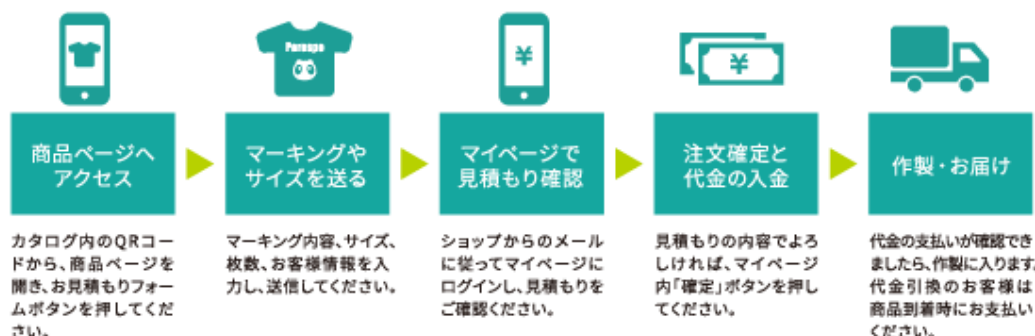 Paraspo
商品ページへ
アクセス
カタログ内のQRコー
ドから、商品ページを
開き、お見積もりフォー
ムボタンを押してくだ
さい。
マーキングや
サイズを送る
マーキング内容、サイズ、
枚数、お客様情報を入
力し、送信してください。
¥
マイページで
見積もり確認
ショップからのメール
に従ってマイページに
ログインし、見積もりを
ご確認ください。
¥
注文確定と
代金の入金
見積もりの内容でよろ
しければ、マイページ
内「確定」ボタンを押し
てください。
作製・お届け
代金の支払いが確認でき
ましたら、作製に入ります。
代金引換のお客様は
商品到着時にお支払い
ください。